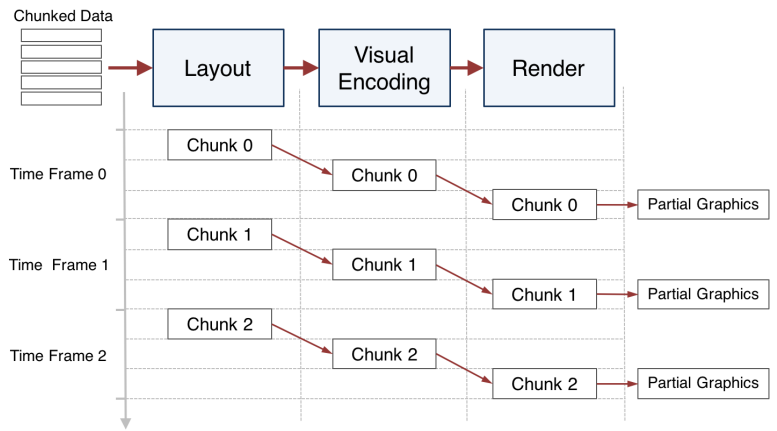 Chunked Data
Layout
Visual
Encoding
Render
Time Frame 0
Chunk 0
Chunk 0
Chunk 0
Partial Graphics
Time Frame 1
Chunk 1
Chunk 1
Chunk 1
Partial Graphics
Time Frame 2
Chunk 2
Chunk 2
Chunk 2
Partial Graphics